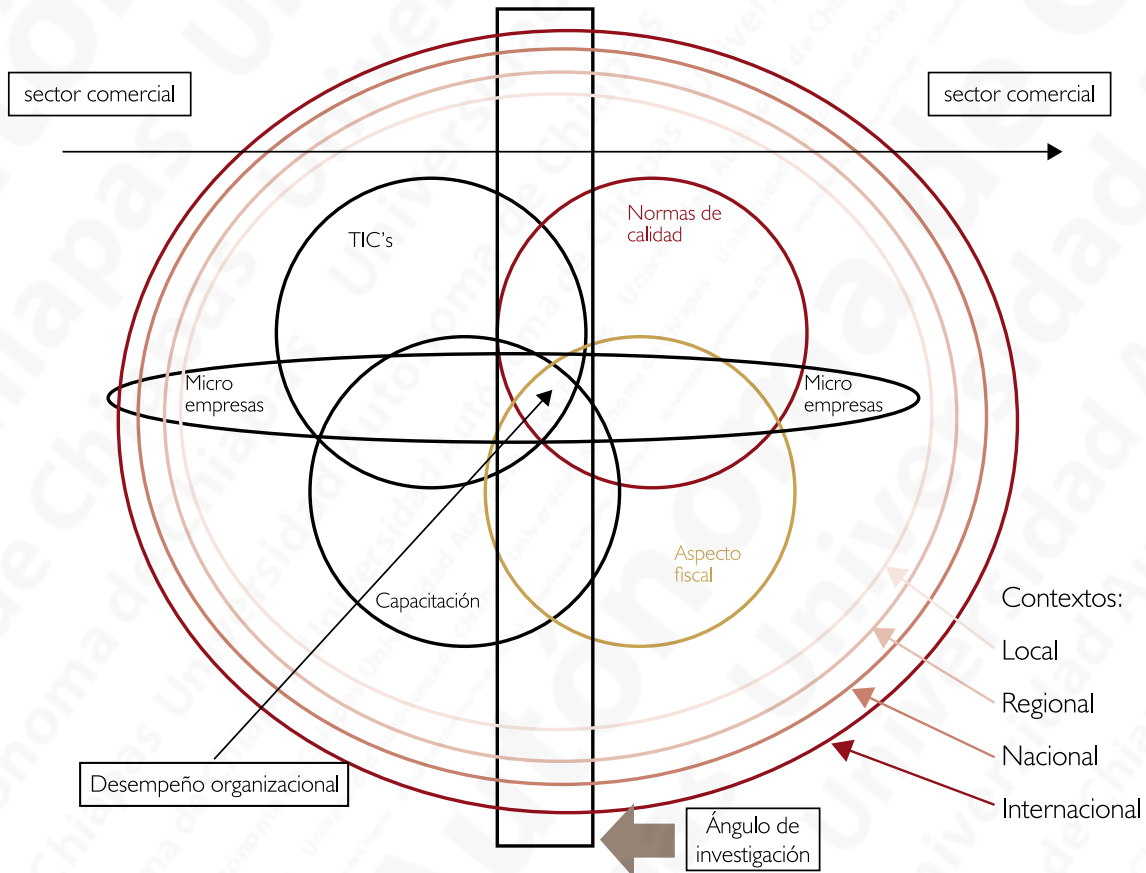 sector comercial
sector comercial
TIC's
Normas de
calidad
Micro
empresas
Micro
empresas
Capacitación
Aspecto
fiscal
Contextos:
Local
Regional
Nacional
Internacional
Desempeño organizacional
Ángulo de
investigación